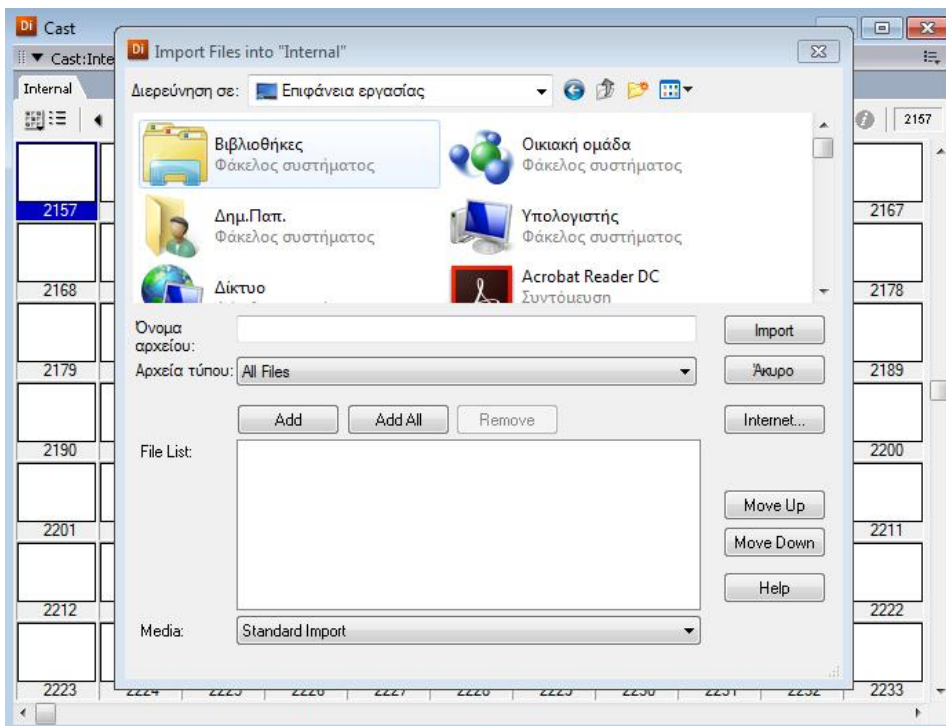 Di Cast
Cast:Inte
Internal
2157
Di Import Files into "Internal"
Διερεύνηση σε: Επιφάνεια εργασίας
Βιβλιοθήκες
Φάκελος συστήματος
Οικιακή ομάδα
Φάκελος συστήματος
Δημ.Παπ.
Φάκελος συστήματος
Υπολογιστής
Φάκελος συστήματος
Δίκτυο
Acrobat Reader DC
Συντόμευση
Όνομα
αρχείου:
Import
Αρχεία τύπου: All Files
Άκυρο
Add Add All Remove
Internet...
File List:
Move Up
Move Down
Help
Media: Standard Import
2157 2167
2168 2178
2179 2189
2190 2200
2201 2211
2212 2222
2223 2233